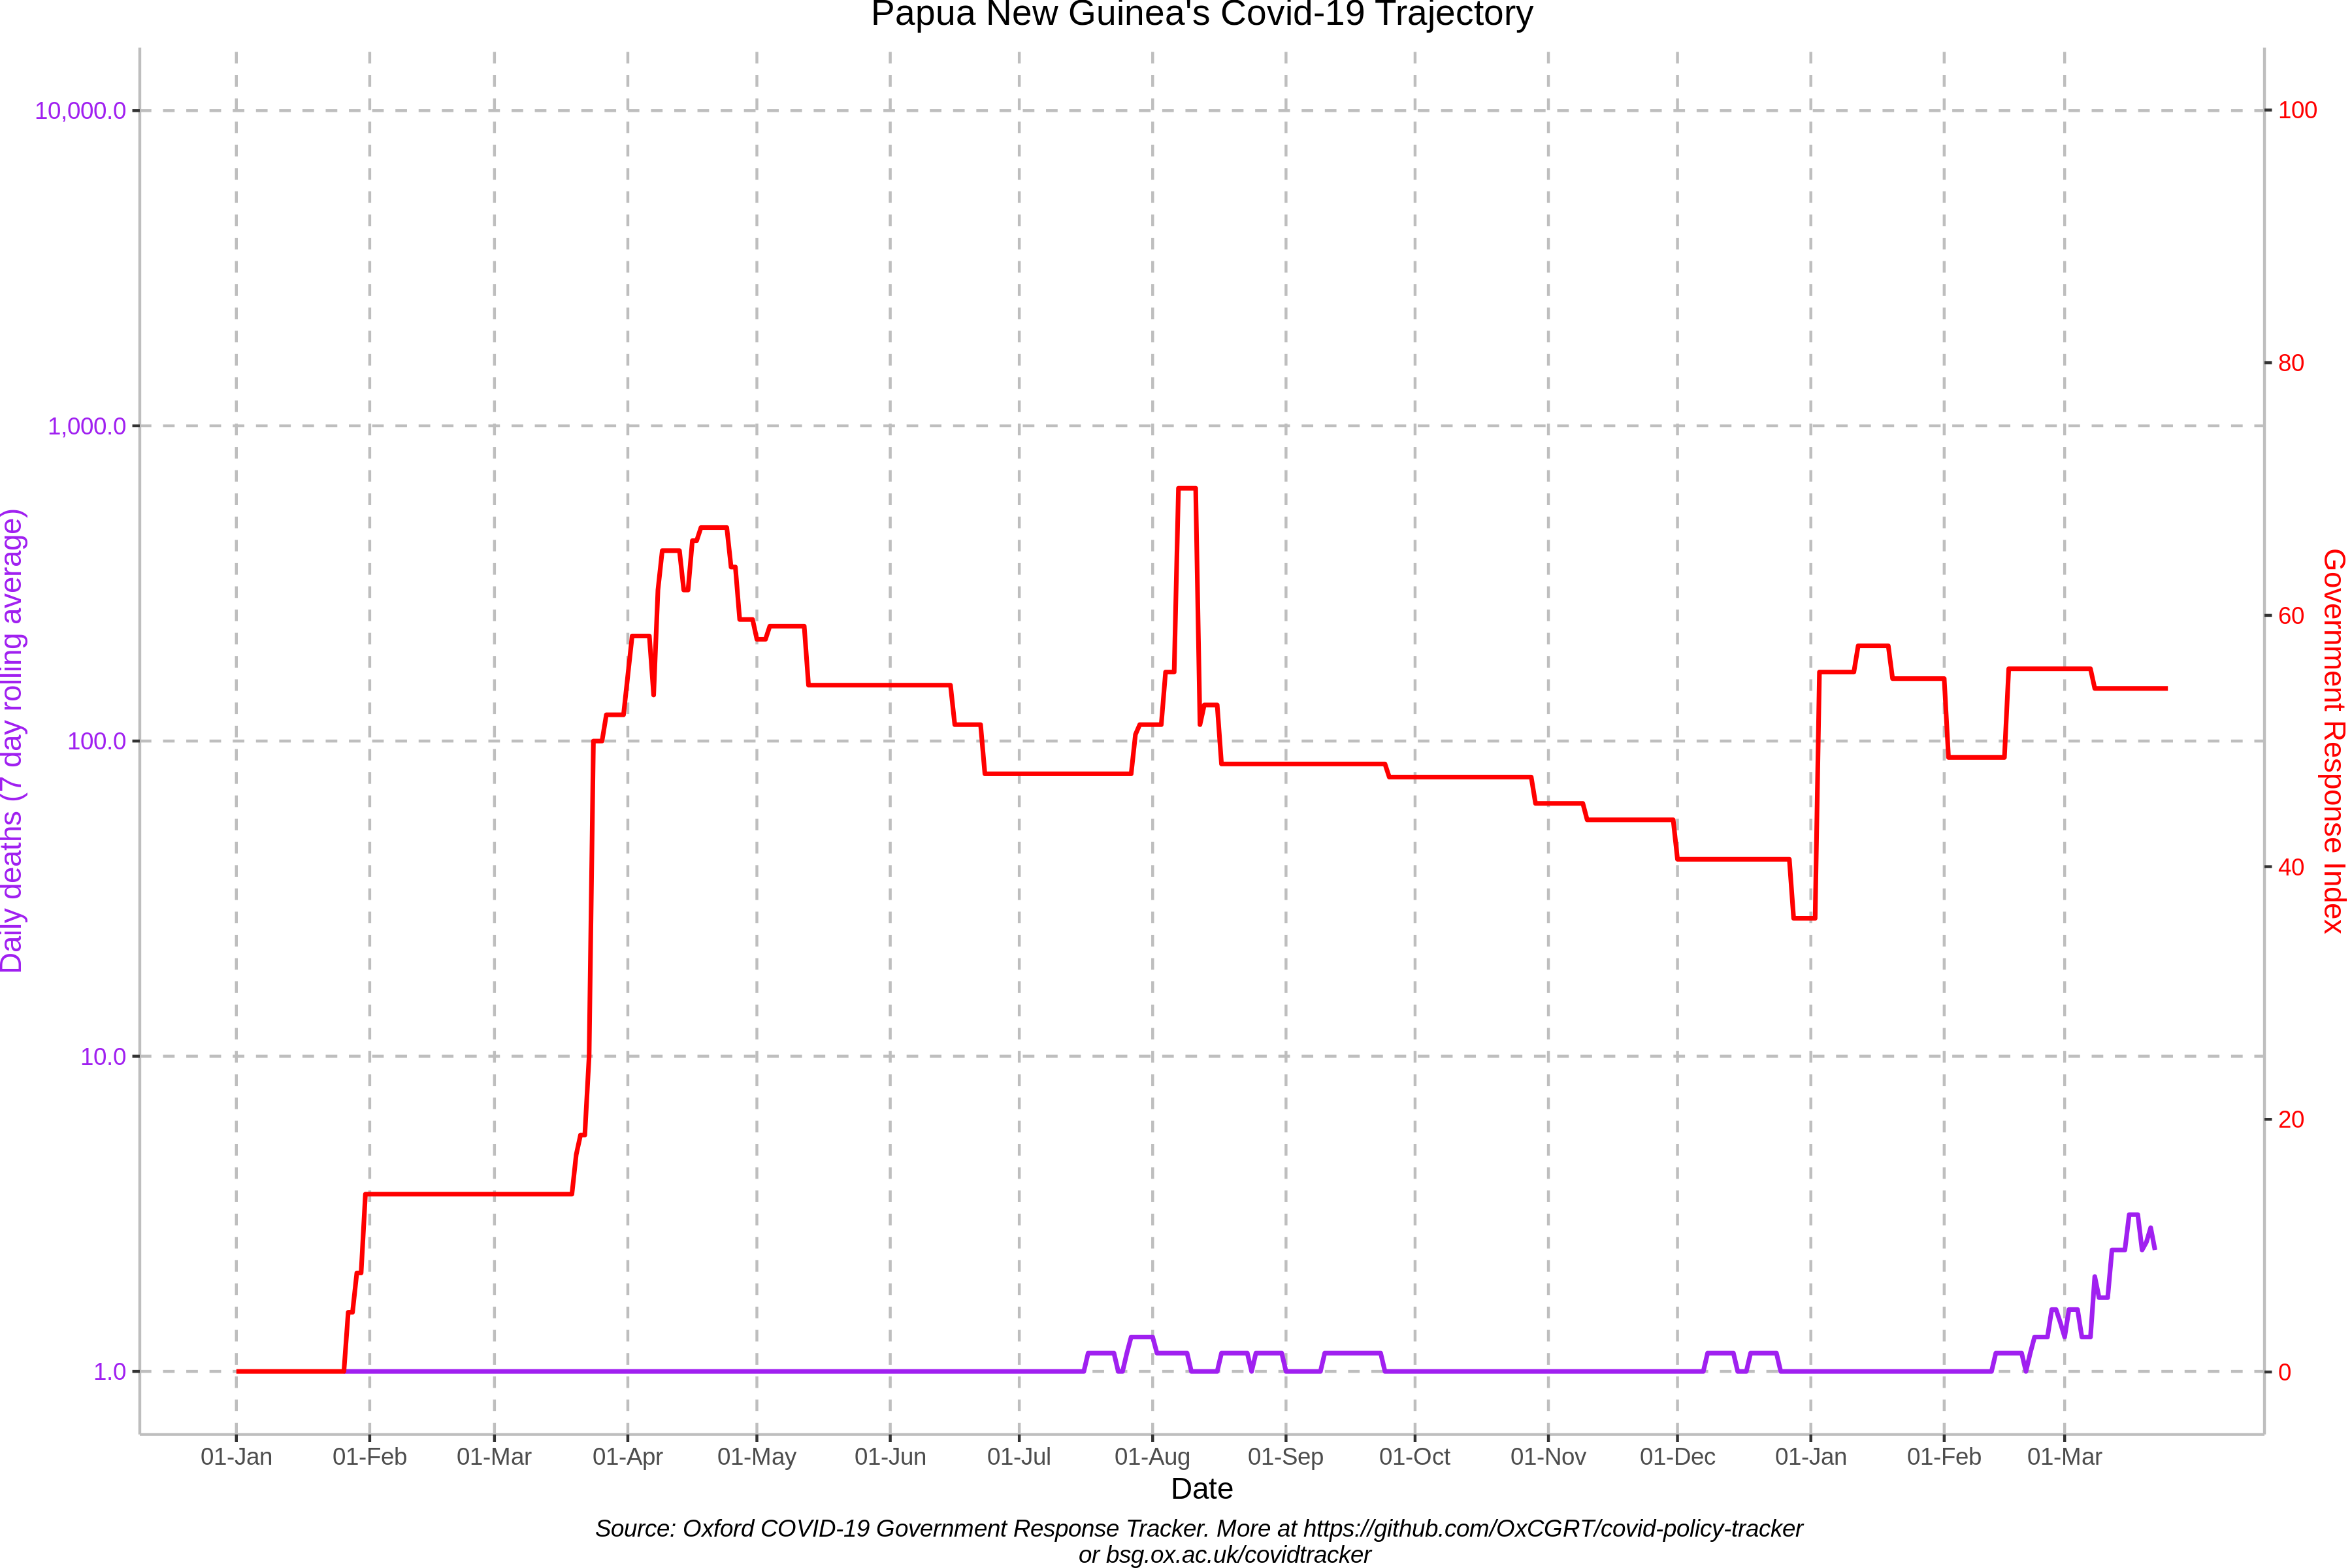 Papua New Guinea's Covid-19 Trajectory
10,000.0
1,000.0
100.0
10.0
1.0
Daily deaths (7 day rolling average)
100
80
60
40
20
0
Government Response Index
01-Jan 01-Feb 01-Mar 01-Apr 01-May 01-Jun 01-Jul 01-Aug 01-Sep 01-Oct 01-Nov 01-Dec 01-Jan 01-Feb 01-Mar
Date
Source: Oxford COVID-19 Government Response Tracker. More at https://github.com/OxCGRT/covid-policy-tracker
or bsg.ox.ac.uk/covidtracker